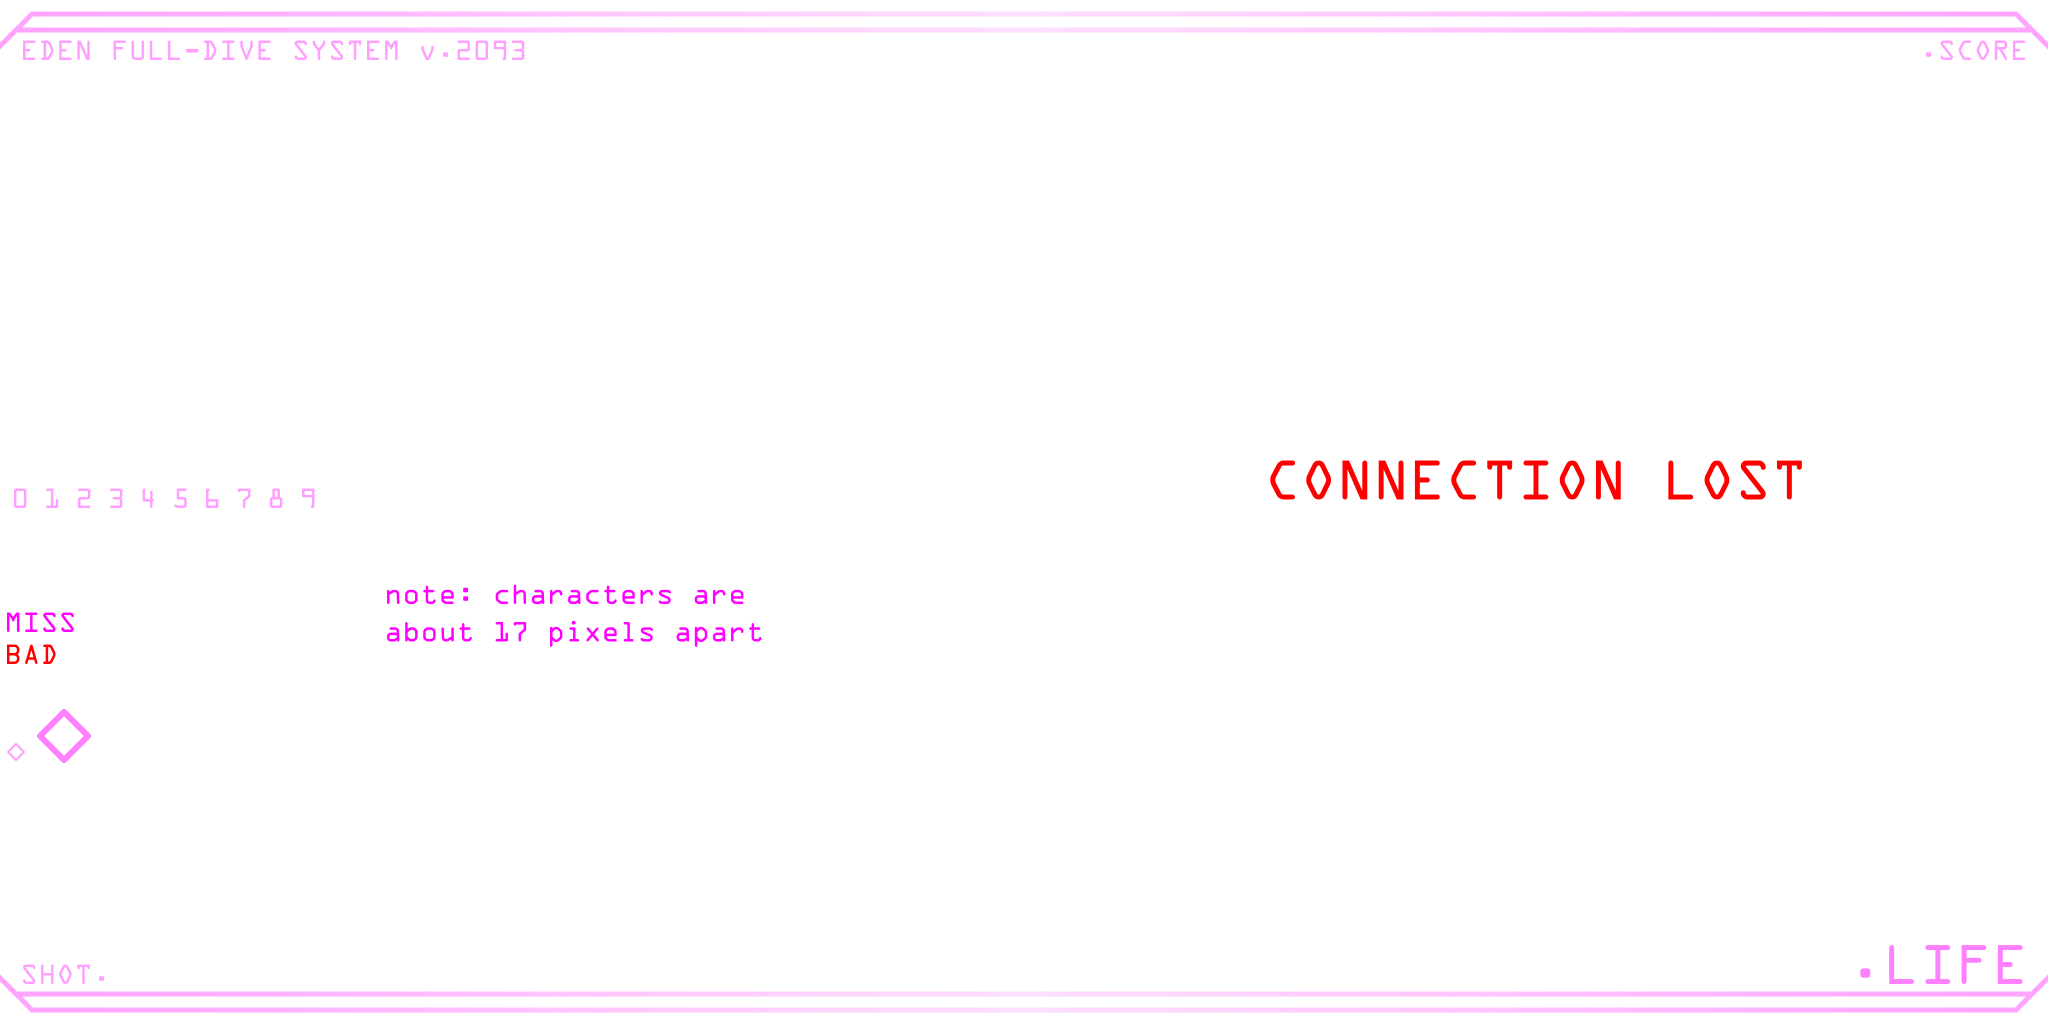 EDEN FULL-DIVE SYSTEM v.2093
.SCORE
CONNECTION LOST
0 1 2 3 4 5 6 7 8 9
note: characters are
about 17 pixels apart
MISS
BAD
SHOT.
.LIFE